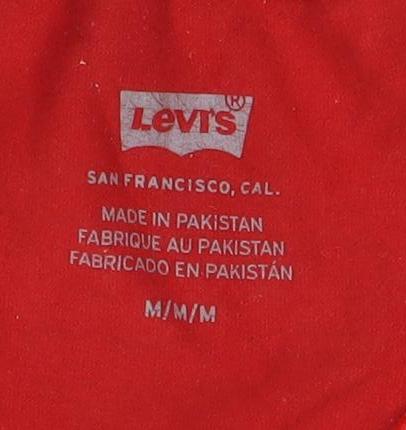 LEVI'S®
SAN FRANCISCO, CAL.
MADE IN PAKISTAN
FABRIQUE AU PAKISTAN
FABRICADO EN PAKISTÁN
M/M/M